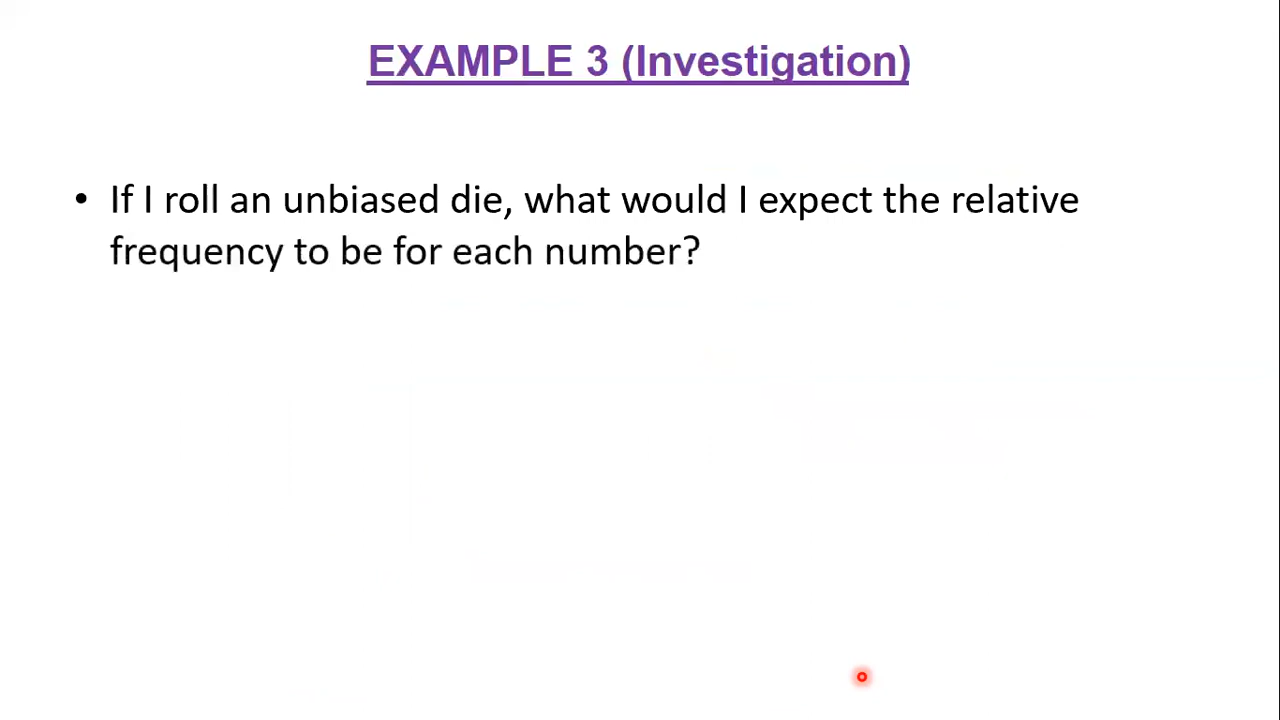 EXAMPLE 3 (Investigation)
• If I roll an unbiased die, what would I expect the relative
frequency to be for each number?